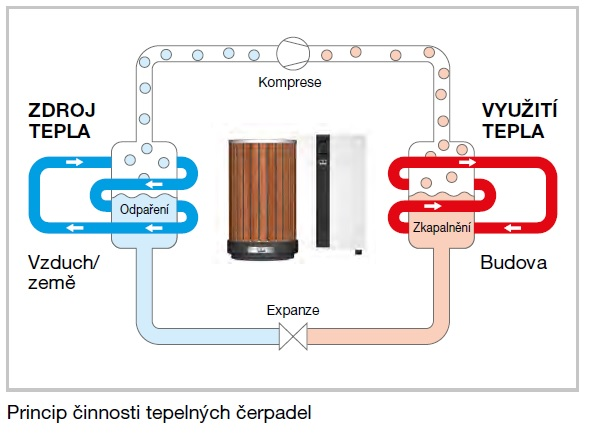 Komprese
ZDROJ
TEPLA
VYUŽITÍ
TEPLA
Odpaření
Zkapalnění
Vzduch/
země
Budova
Expanze
Princip činnosti tepelných čerpadel